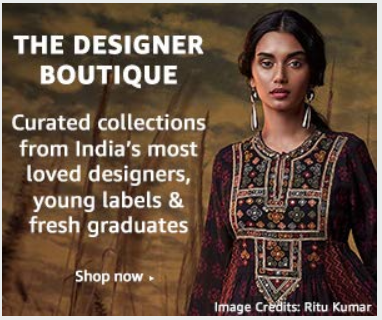 THE DESIGNER
BOUTIQUE
Curated collections
from India's most
loved designers,
young labels &
fresh graduates
Shop now ▸
Image Credits: Ritu Kumar